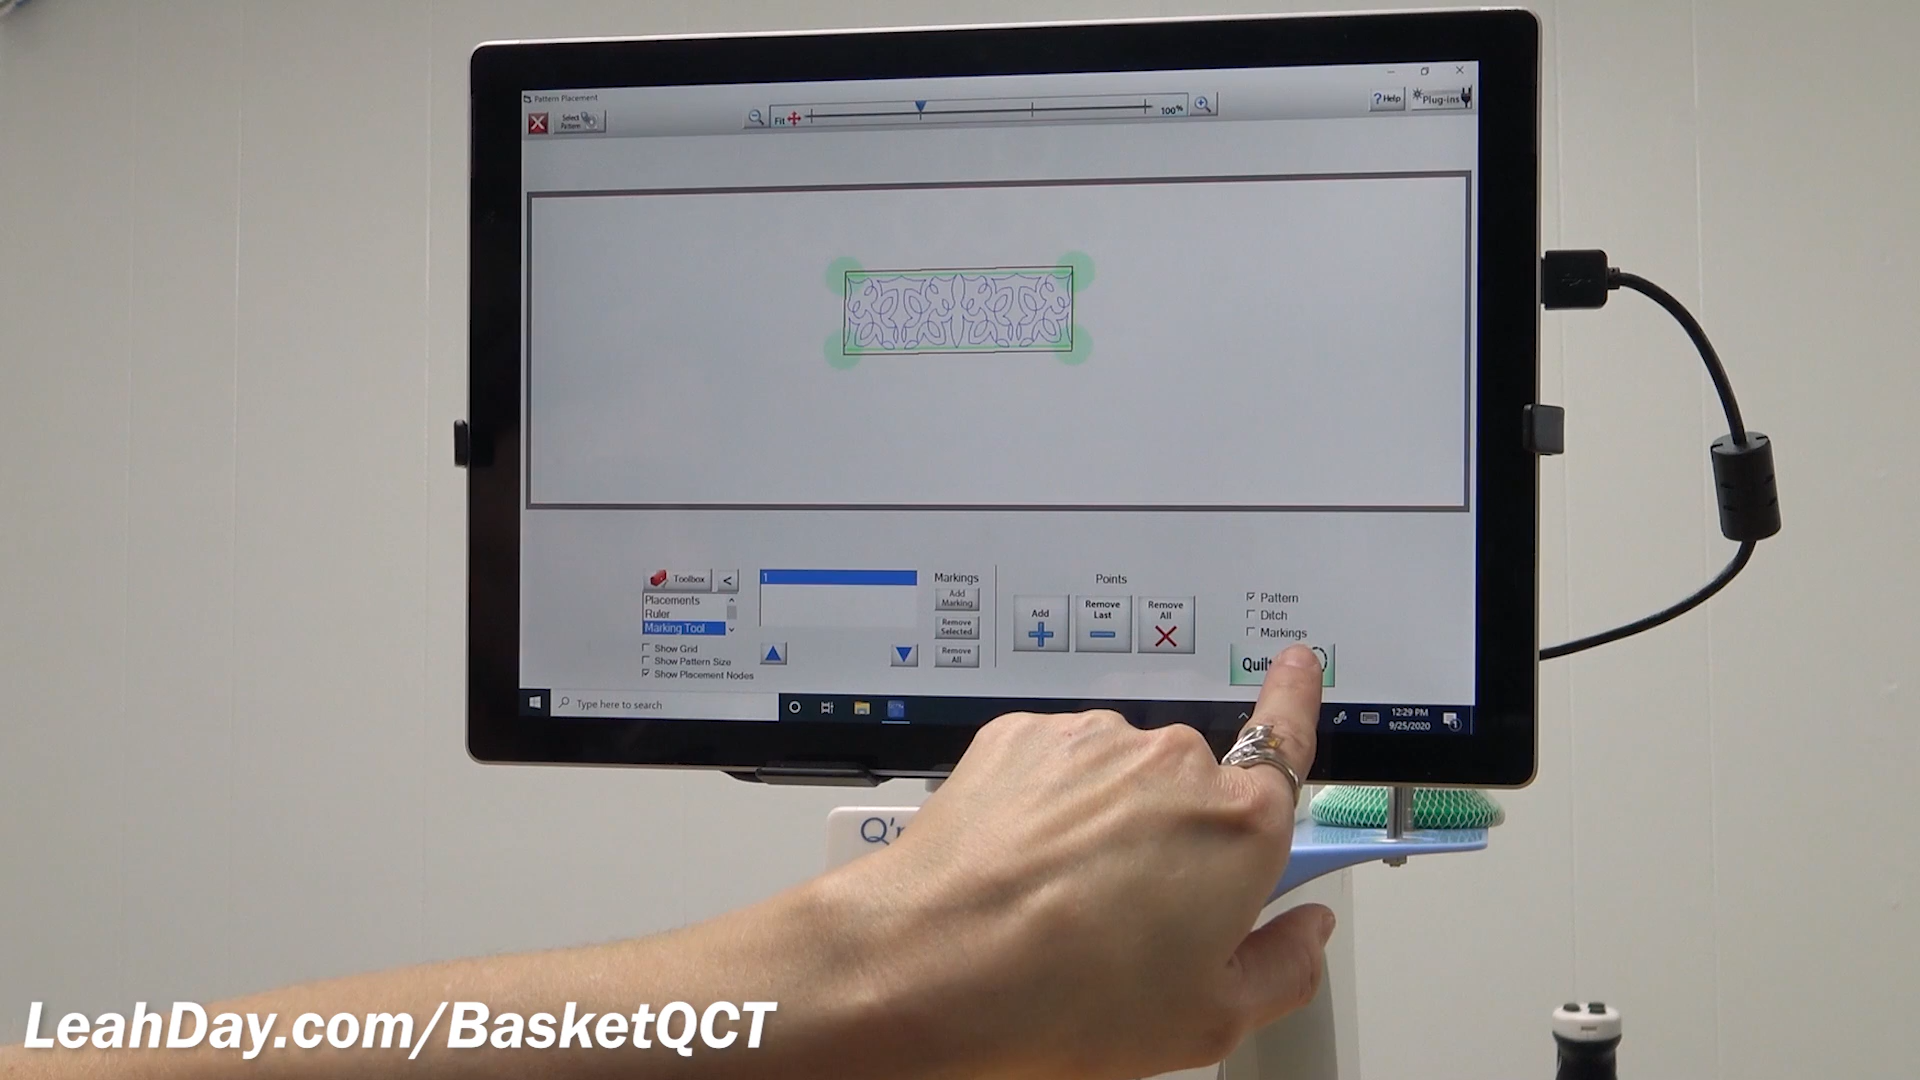 Pattern Placement
Select
Pattern
Fit
100%
? Help
Plug-ins
Toolbox
<
Placements
Ruler
Marking Tool
Show Grid
Show Pattern Size
Show Placement Nodes
1
Markings
Add
Marking
Remove
Selected
Remove
All
Points
Add
Remove
Last
Remove
All
Pattern
Ditch
Markings
Type here to search
12:29 PM
9/25/2020
1
LeahDay.com/BasketQCT